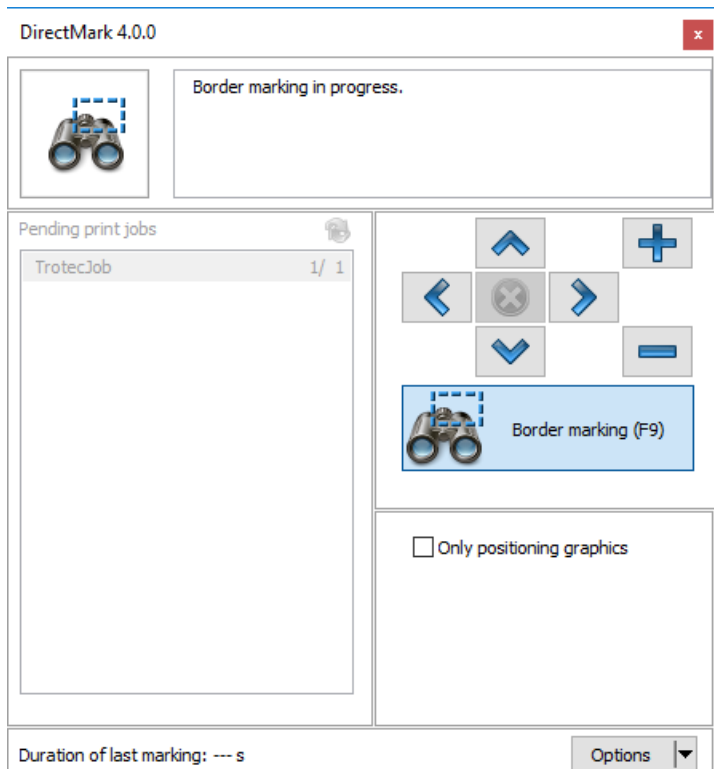 DirectMark 4.0.0
x
Border marking in progress.
Pending print jobs
TrotecJob 1/ 1
Border marking (F9)
Only positioning graphics
Duration of last marking: --- s
Options